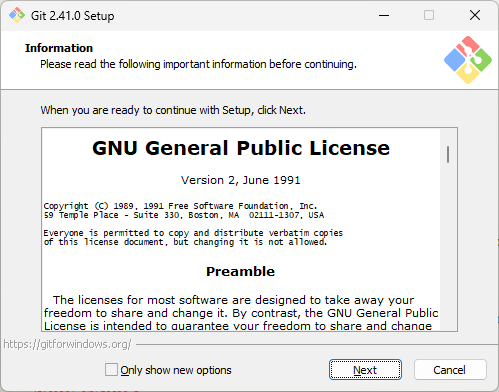 Git 2.41.0 Setup
Information
Please read the following important information before continuing.
When you are ready to continue with Setup, click Next.
GNU General Public License
Version 2, June 1991
Copyright (C) 1989, 1991 Free Software Foundation, Inc.
59 Temple Place - Suite 330, Boston, MA  02111-1307, USA
Everyone is permitted to copy and distribute verbatim copies
of this license document, but changing it is not allowed.
Preamble
The licenses for most software are designed to take away your
freedom to share and change it. By contrast, the GNU General Public
License is intended to guarantee your freedom to share and change
https://gitforwindows.org/
Only show new options
Next
Cancel